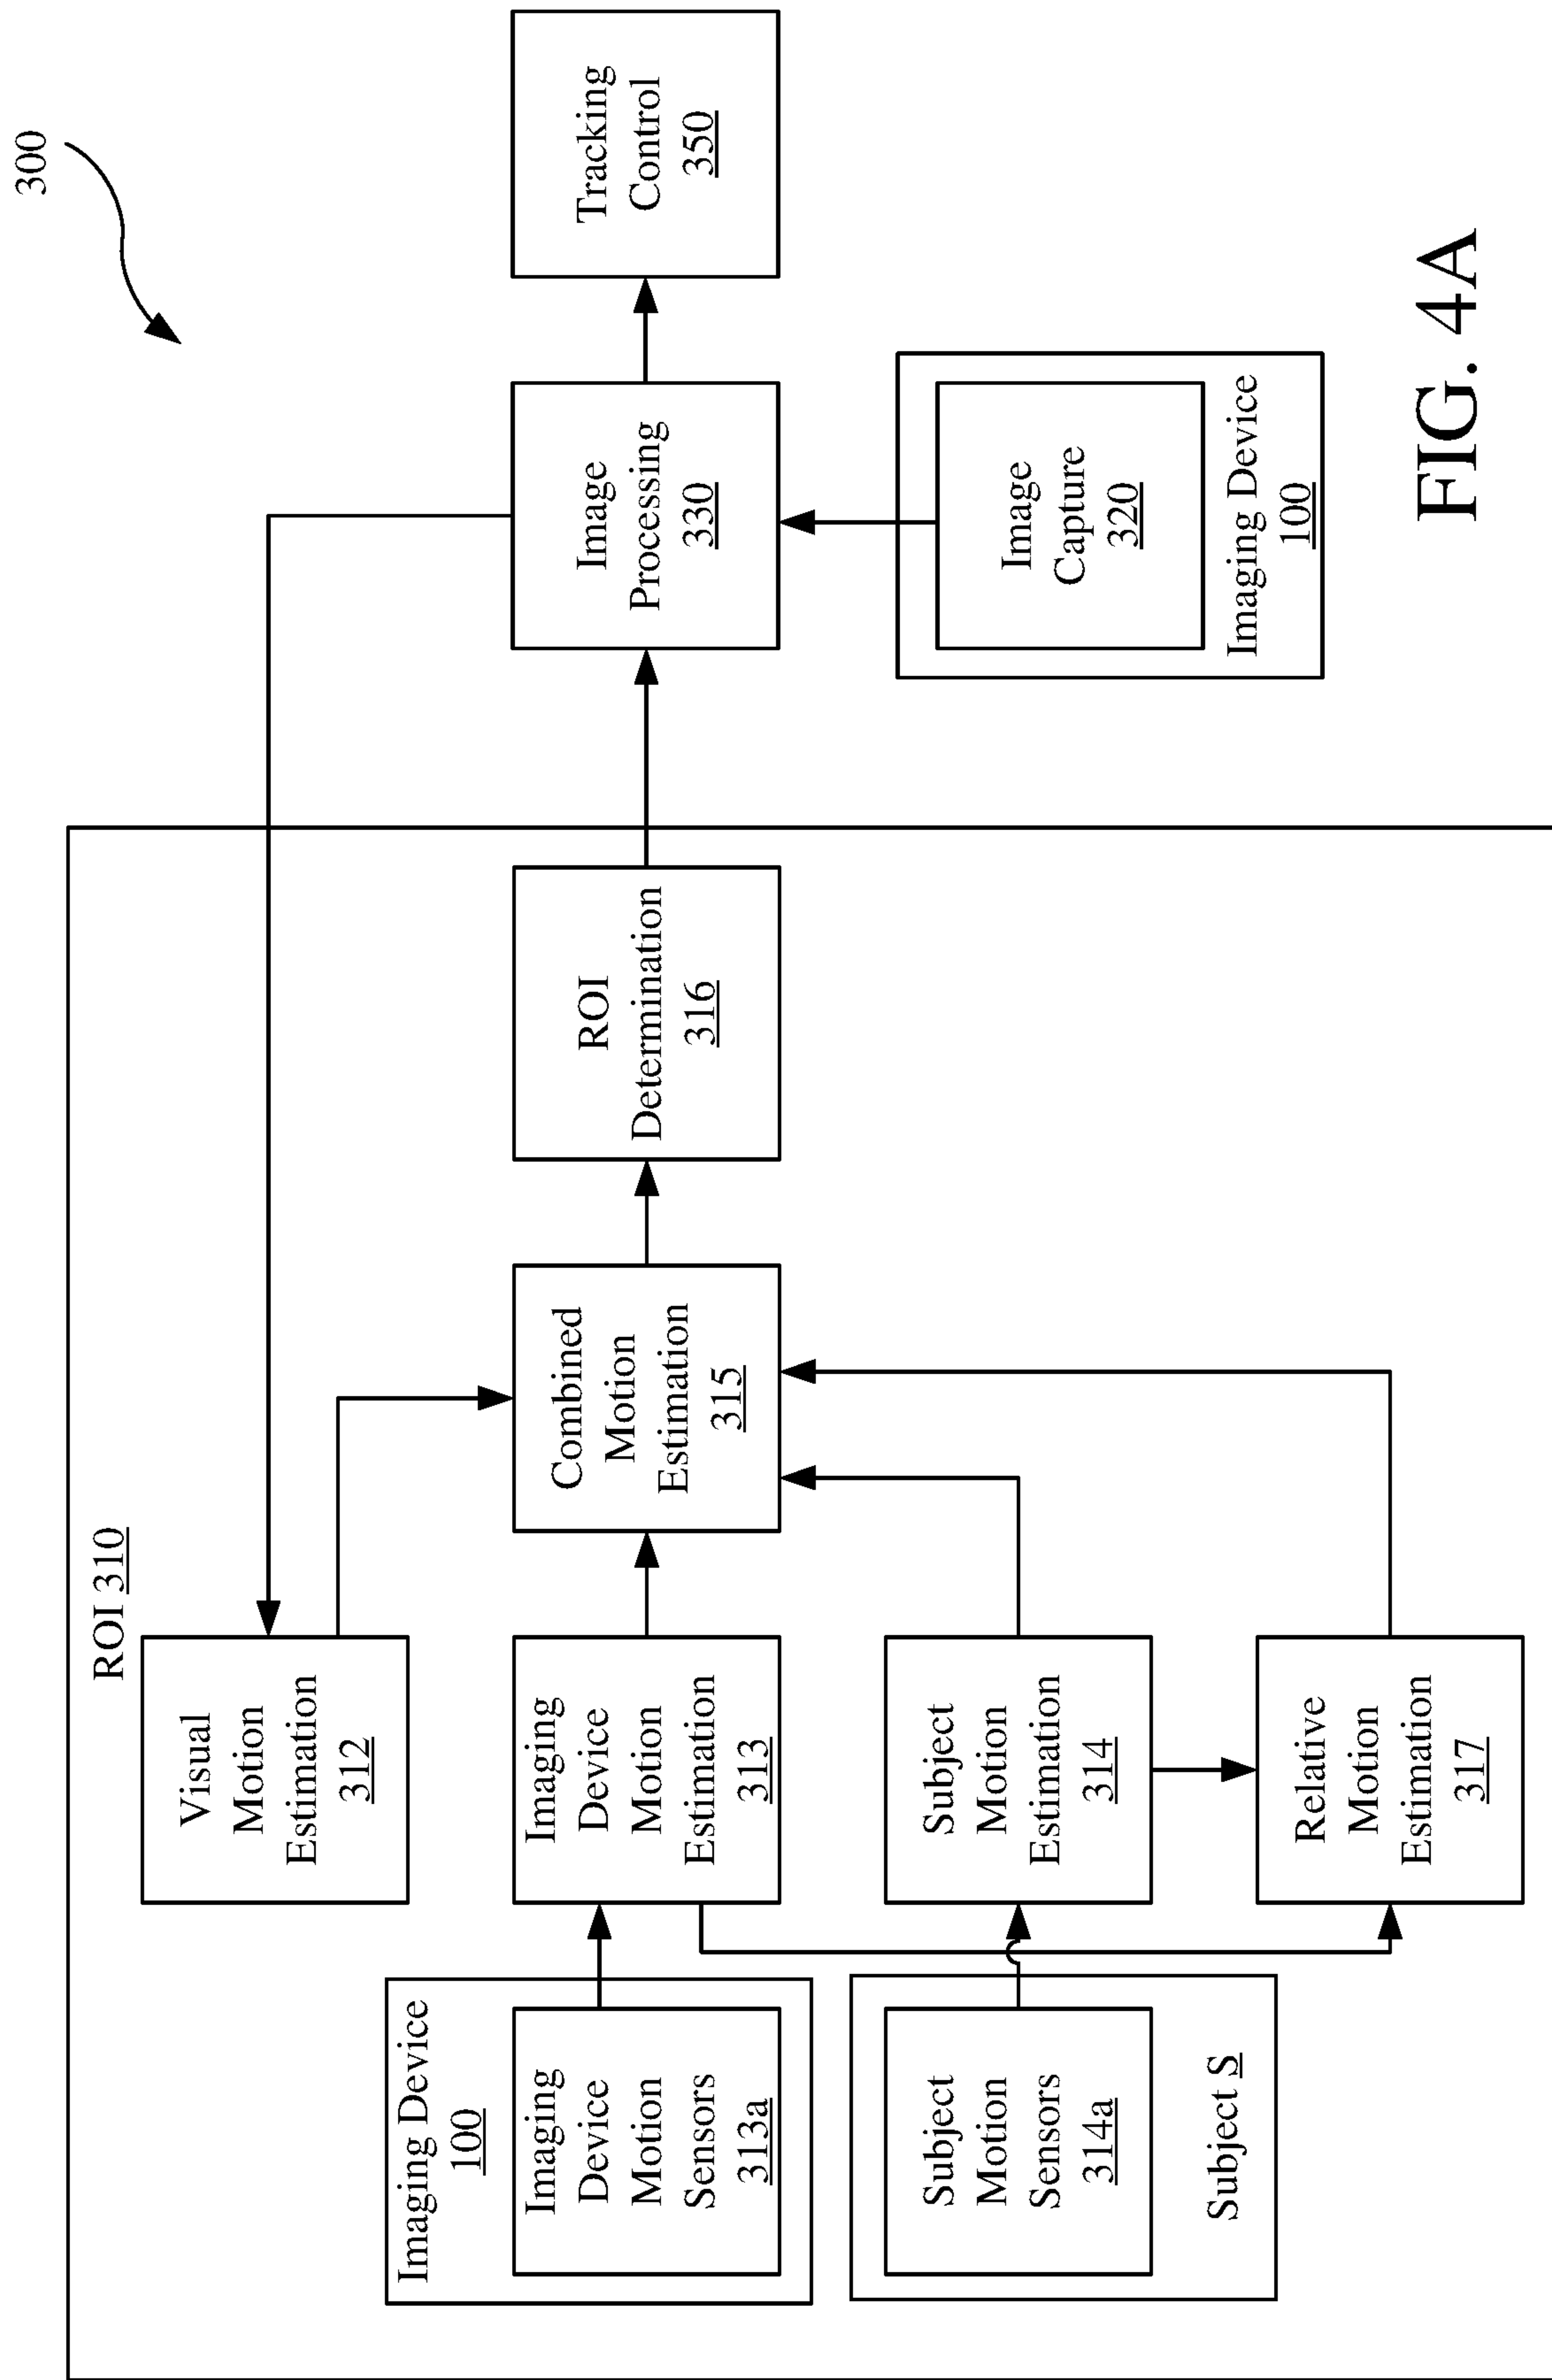 300
ROI 310
Visual
Motion
Estimation
312
Imaging Device
100
Imaging
Device
Motion
Sensors
313a
Imaging
Device
Motion
Estimation
313
Combined
Motion
Estimation
315
ROI
Determination
316
Image
Processing
330
Tracking
Control
350
Subject
Motion
Sensors
314a
Subject S
Subject
Motion
Estimation
314
Relative
Motion
Estimation
317
Image
Capture
320
Imaging Device
100
FIG. 4A